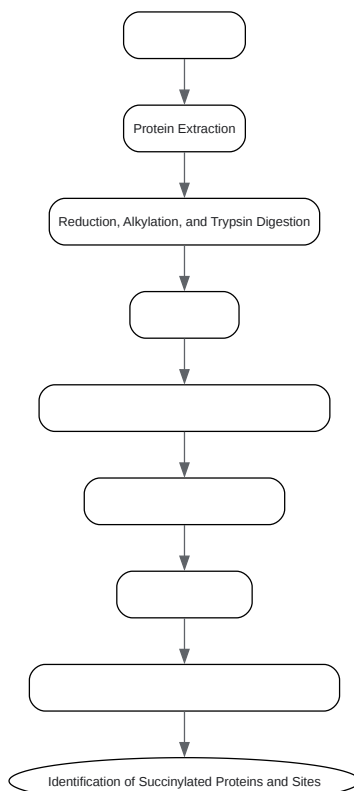 Protein Extraction
Reduction, Alkylation, and Trypsin Digestion
Identification of Succinylated Proteins and Sites